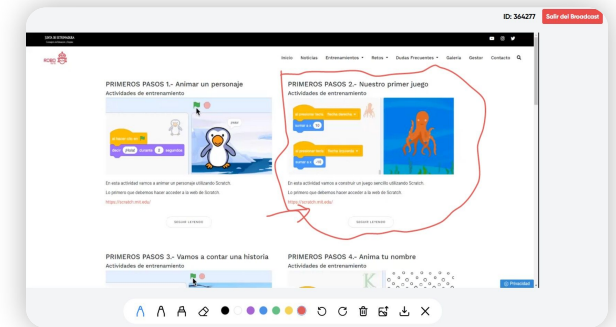 ID: 364277
Salir del Broadcast
JUNTA DE EXTREMADURA
Inicio Noticias Entrenamientos Retos Dudas Frecuentes Galería Gestor Contacto
PRIMEROS PASOS 1.- Animar un personaje
Actividades de entrenamiento
En esta actividad vamos a animar un personaje utilizando Scratch.
Lo primero que debemos hacer acceder a la web de Scratch.
https://scratch.mit.edu/
SEGUIR LEYENDO
PRIMEROS PASOS 2.- Nuestro primer juego
Actividades de entrenamiento
En esta actividad vamos a construir un juego sencillo utilizando Scratch.
Lo primero que debemos hacer acceder a la web de Scratch.
https://scratch.mit.edu/
SEGUIR LEYENDO
PRIMEROS PASOS 3.- Vamos a contar una historia
Actividades de entrenamiento
PRIMEROS PASOS 4.- Anima tu nombre
Actividades de entrenamiento
K
Privacidad